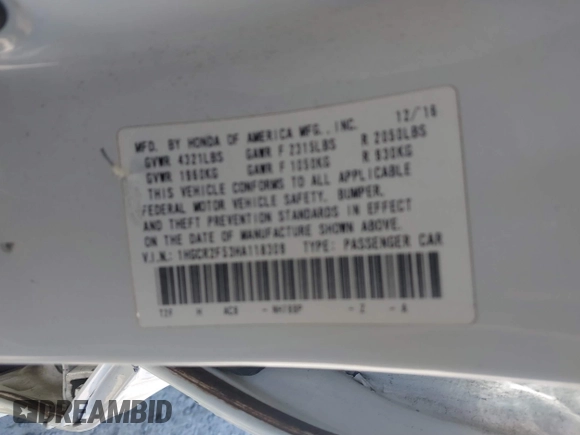 MFD. BY HONDA OF AMERICA MFG.,INC. 12/16
GVWR 4321LBS GAWR F 2315LBS R 2050LBS
GVWR 1960KG GAWR F 1050KG R 930KG
THIS VEHICLE CONFORMS TO ALL APPLICABLE
FEDERAL MOTOR VEHICLE SAFETY, BUMPER,
AND THEFT PREVENTION STANDARDS IN EFFECT
ON THE DATE OF MANUFACTURE SHOWN ABOVE.
V.I.N.: 1HGCR2F53HA118309 TYPE: PASSENGER CAR
H - Z - A
DREAMBID